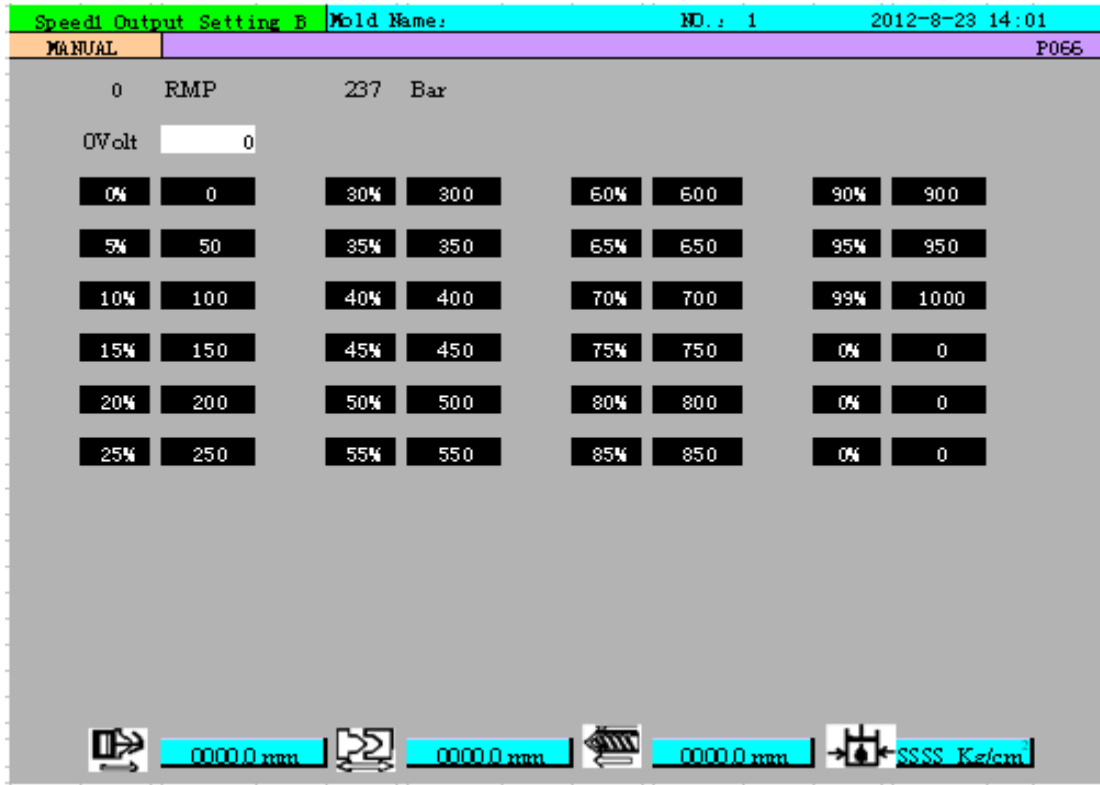 Speed1 Output Setting B Mold Name: NO.: 1 2012-8-23 14:01
MANUAL P066
0 RMP 237 Bar
0Volt 0
0% 0 30% 300 60% 600 90% 900
5% 50 35% 350 65% 650 95% 950
10% 100 40% 400 70% 700 99% 1000
15% 150 45% 450 75% 750 0% 0
20% 200 50% 500 80% 800 0% 0
25% 250 55% 550 85% 850 0% 0
0000.0 mm 0000.0 mm 0000.0 mm SSSS Kg/cm²